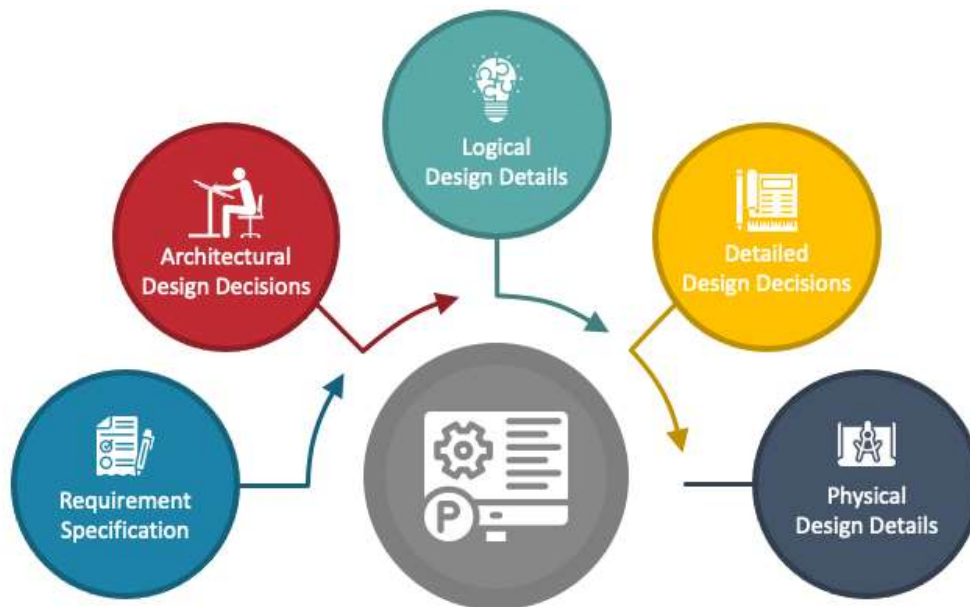 Requirement
Specification
Architectural
Design Decisions
Logical
Design Details
Detailed
Design Decisions
Physical
Design Details
P